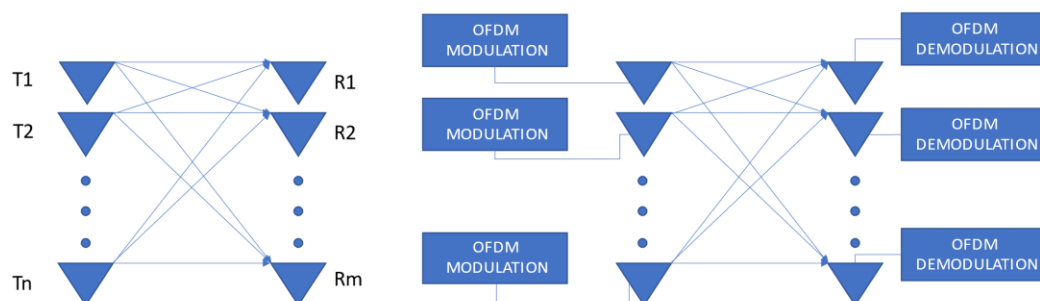 T1
R1
T2
R2
Tn
Rm
OFDM
MODULATION
OFDM
DEMODULATION
OFDM
MODULATION
OFDM
DEMODULATION
OFDM
MODULATION
OFDM
DEMODULATION